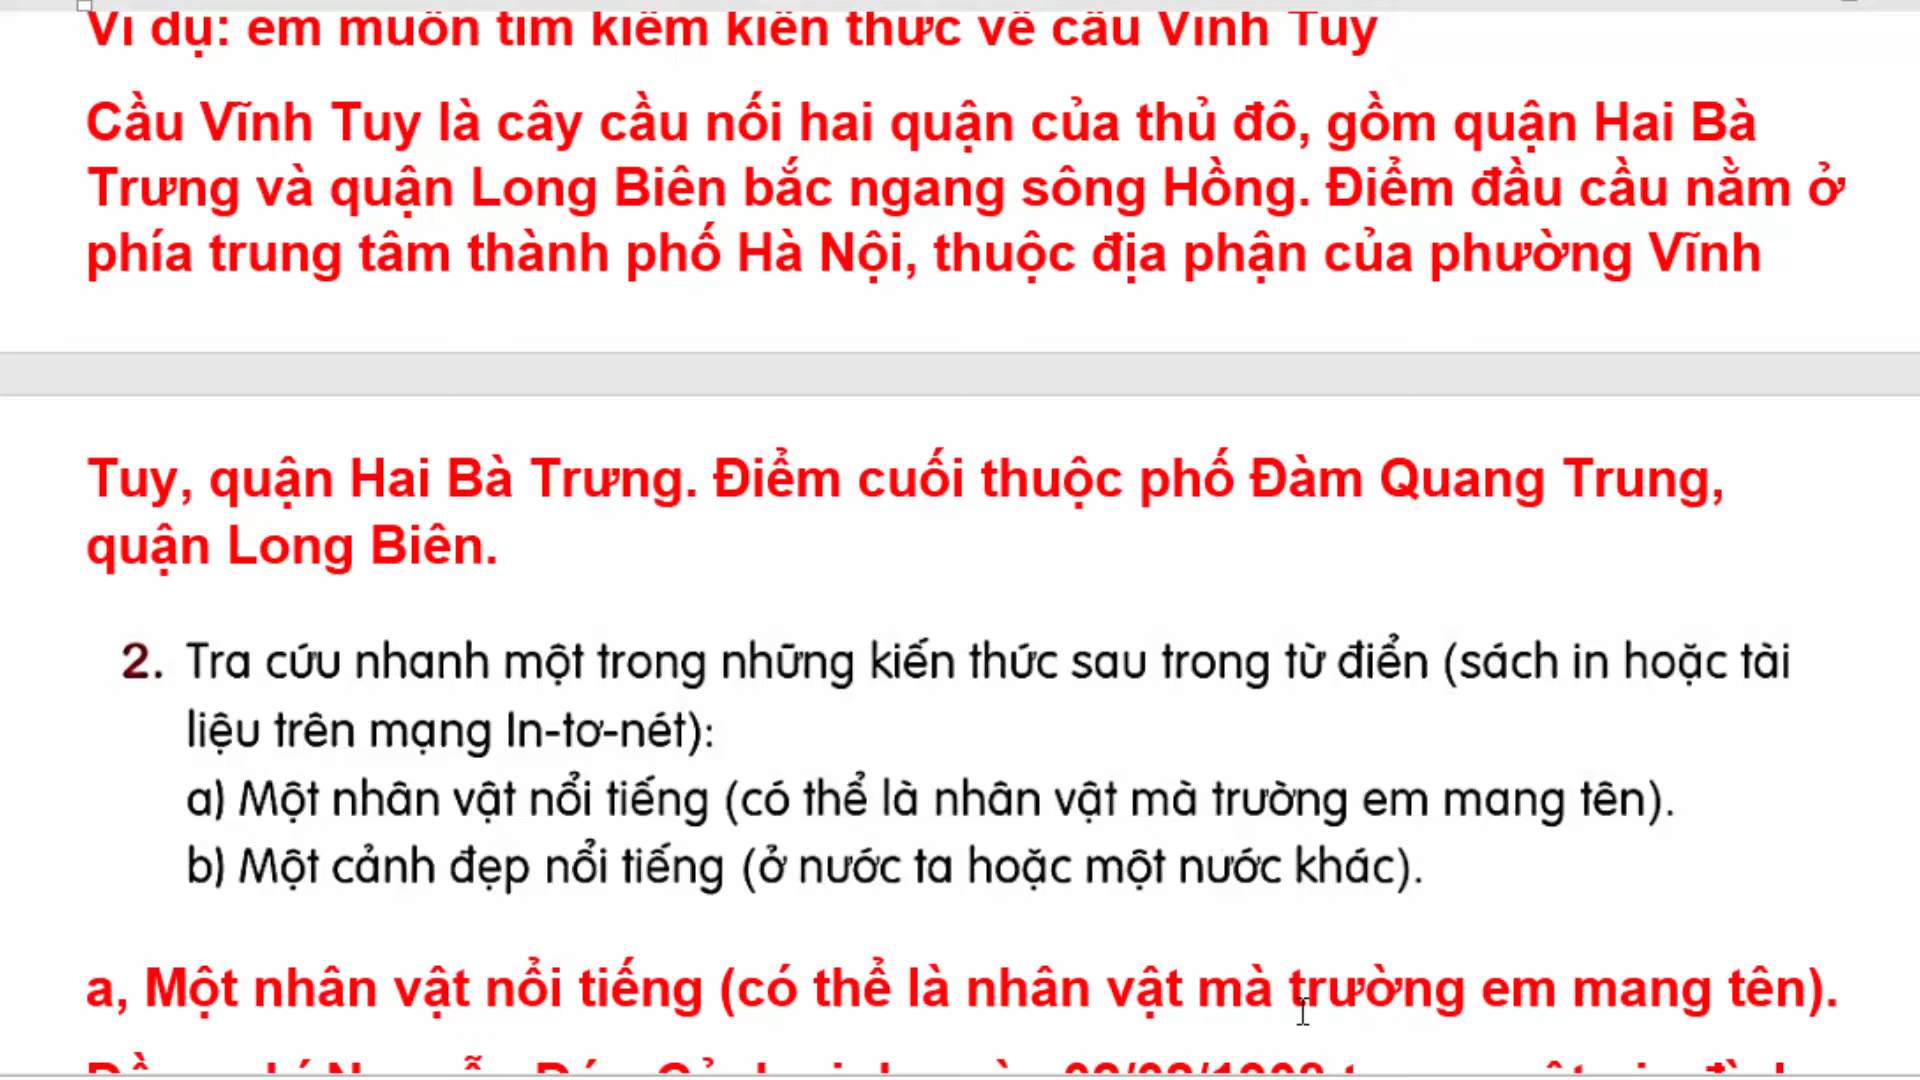 Ví dụ: em muốn tìm kiếm kiến thức về cầu Vĩnh Tuy
Cầu Vĩnh Tuy là cây cầu nối hai quận của thủ đô, gồm quận Hai Bà
Trưng và quận Long Biên bắc ngang sông Hồng. Điểm đầu cầu nằm ở
phía trung tâm thành phố Hà Nội, thuộc địa phận của phường Vĩnh
Tuy, quận Hai Bà Trưng. Điểm cuối thuộc phố Đàm Quang Trung,
quận Long Biên.
2. Tra cứu nhanh một trong những kiến thức sau trong từ điển (sách in hoặc tài
liệu trên mạng In-tơ-nét):
a) Một nhân vật nổi tiếng (có thể là nhân vật mà trường em mang tên).
b) Một cảnh đẹp nổi tiếng (ở nước ta hoặc một nước khác).
a, Một nhân vật nổi tiếng (có thể là nhân vật mà trường em mang tên).